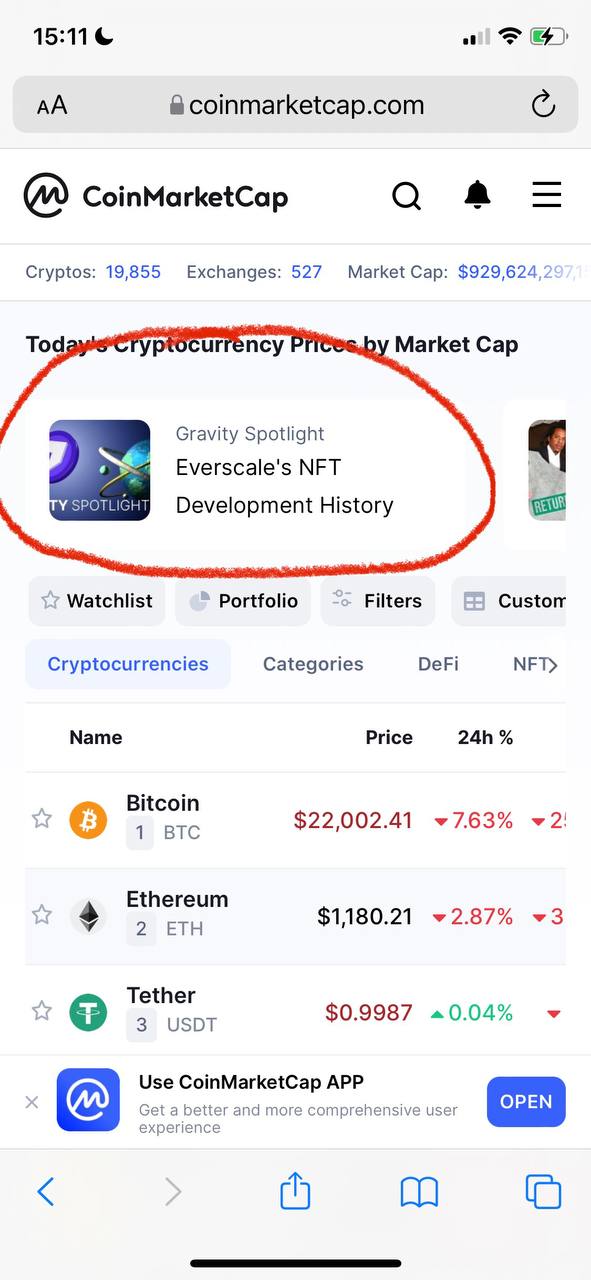 15:11
AA coinmarketcap.com
CoinMarketCap
Cryptos: 19,855 Exchanges: 527 Market Cap: $929,624,297,1
Today's Cryptocurrency Prices by Market Cap
Gravity Spotlight
Everscale's NFT
Development History
TY SPOTLIGHT
RETUR
Watchlist Portfolio Filters Custom
Cryptocurrencies Categories DeFi NFT
Name Price 24h %
Bitcoin
1 BTC $22,002.41 7.63% 25
Ethereum
2 ETH $1,180.21 2.87% 3
Tether
3 USDT $0.9987 0.04%
Use CoinMarketCap APP
Get a better and more comprehensive user
experience
OPEN